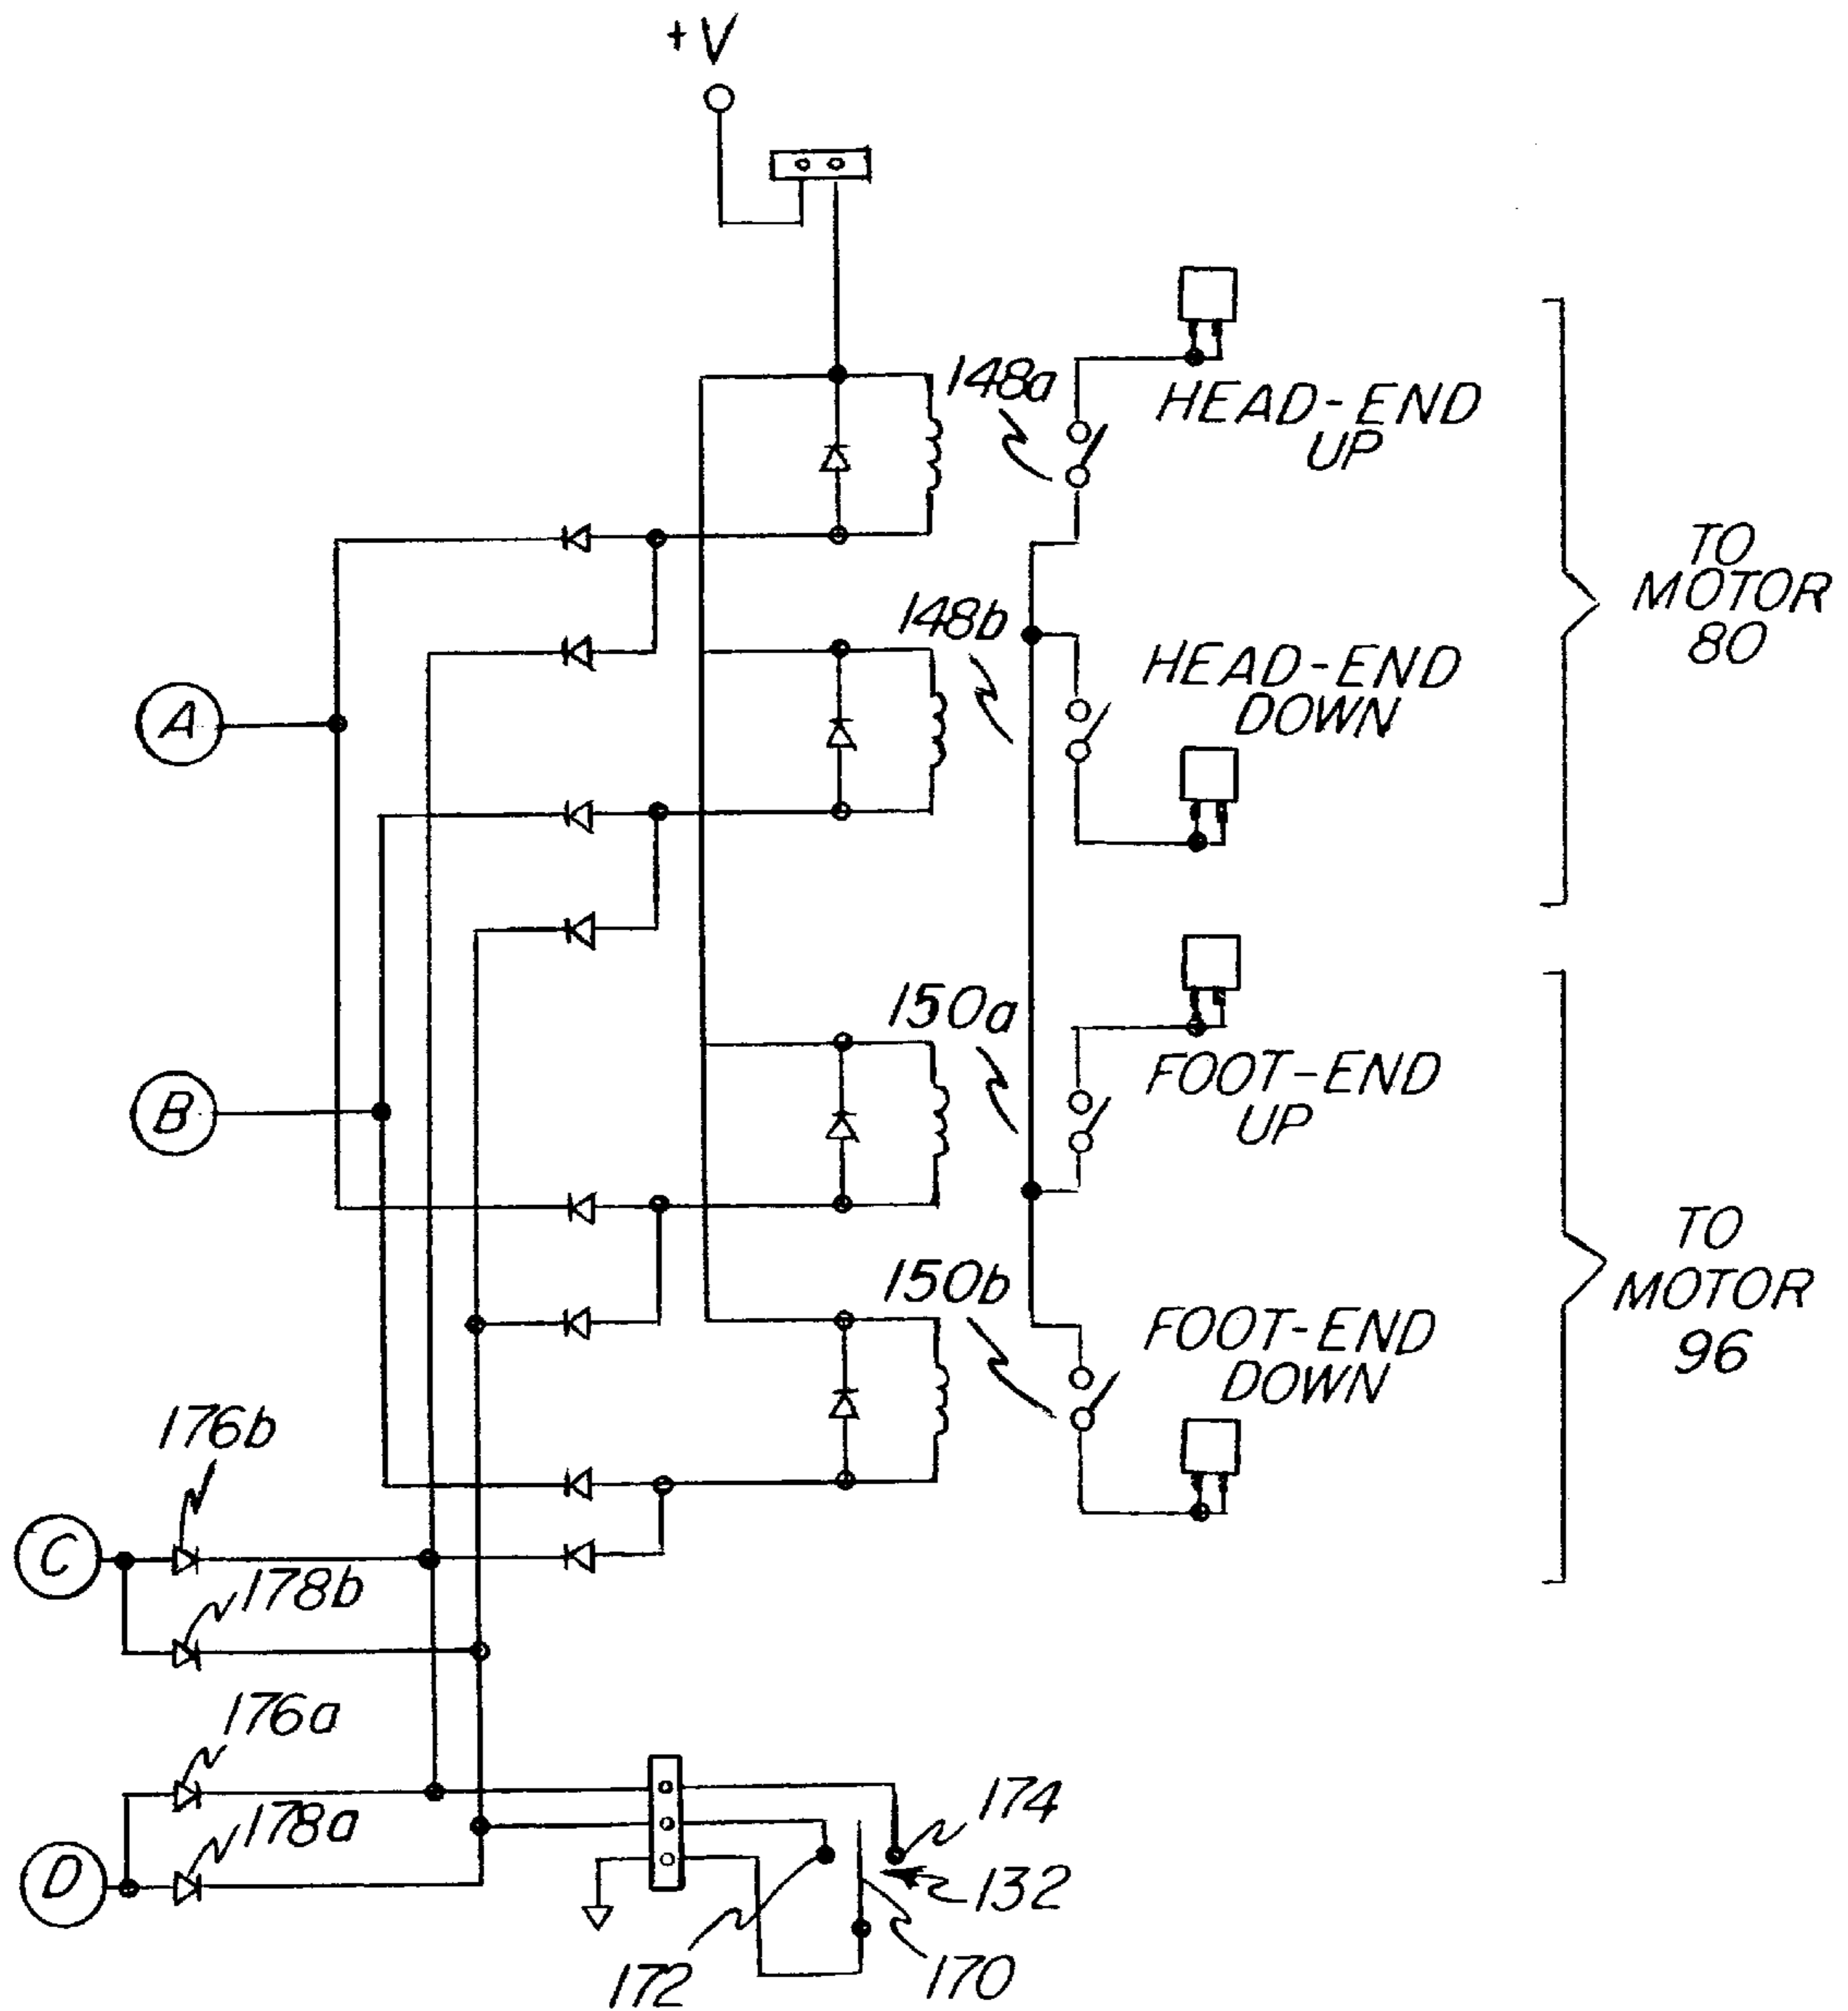 +V
148a
HEAD-END
UP
TO
MOTOR
80
148b
HEAD-END
DOWN
A
150a
FOOT-END
UP
B
TO
MOTOR
96
150b
FOOT-END
DOWN
176b
C
178b
176a
178a
D
174
132
170
172